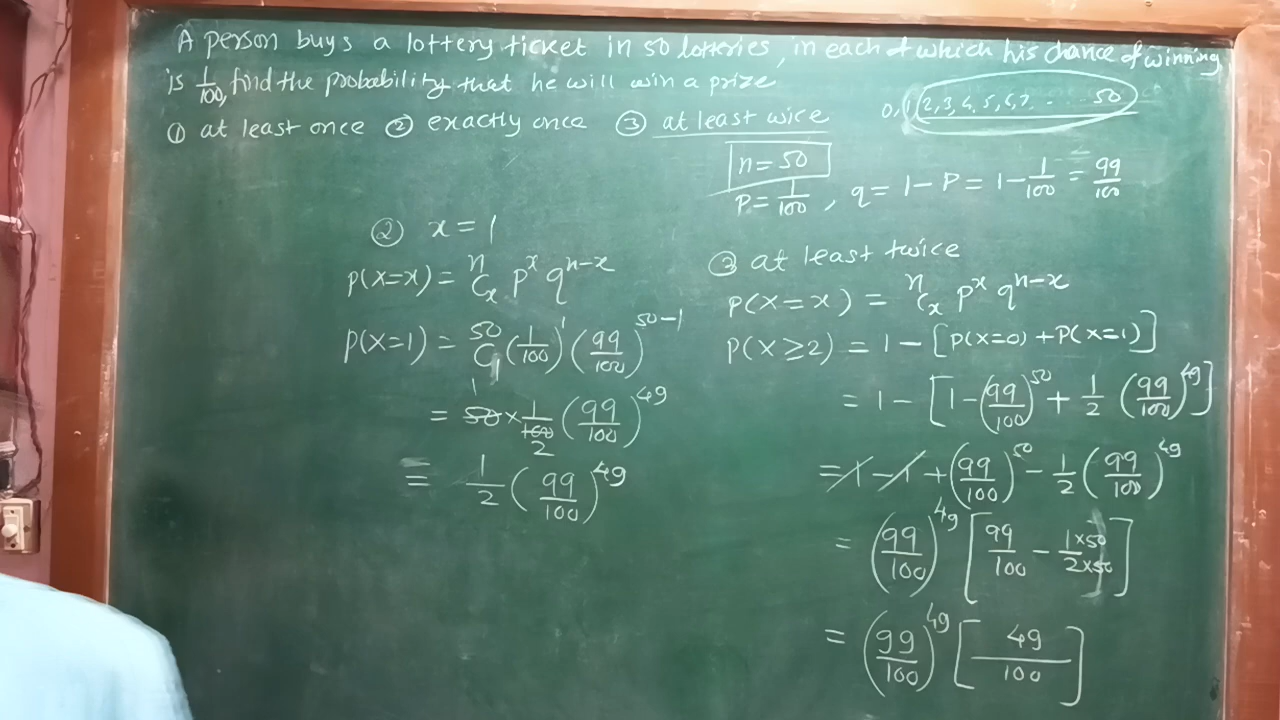 A person buys a lottery ticket in 50 lotteries, in each of which his chance of winning
is 1/100, find the probability that he will win a prize
① at least once ② exactly once ③ at least wice
0, 1, 2, 3, 4, 5, 6, 7, . . . . . 50
n = 50
P = 1/100 , q = 1 - P = 1 - 1/100 = 99/100
② x = 1
p(X=x) = ⁿCₓ pˣ qⁿ⁻ˣ
p(x=1) = ⁵⁰C₁ (1/100)¹ (99/100)⁵⁰⁻¹
= 50 × 1/100 (99/100)⁴⁹
1
2
= 1/2 (99/100)⁴⁹
③ at least twice
P(X = x) = ⁿCₓ pˣ qⁿ⁻ˣ
P(X ≥ 2) = 1 - [P(X=0) + P(X=1)]
= 1 - [1 - (99/100)⁵⁰ + 1/2 (99/100)⁴⁹]
= 1 - 1 + (99/100)⁵⁰ - 1/2 (99/100)⁴⁹
= (99/100)⁴⁹ [99/100 - 1×50/2×50]
= (99/100)⁴⁹ [49/100]